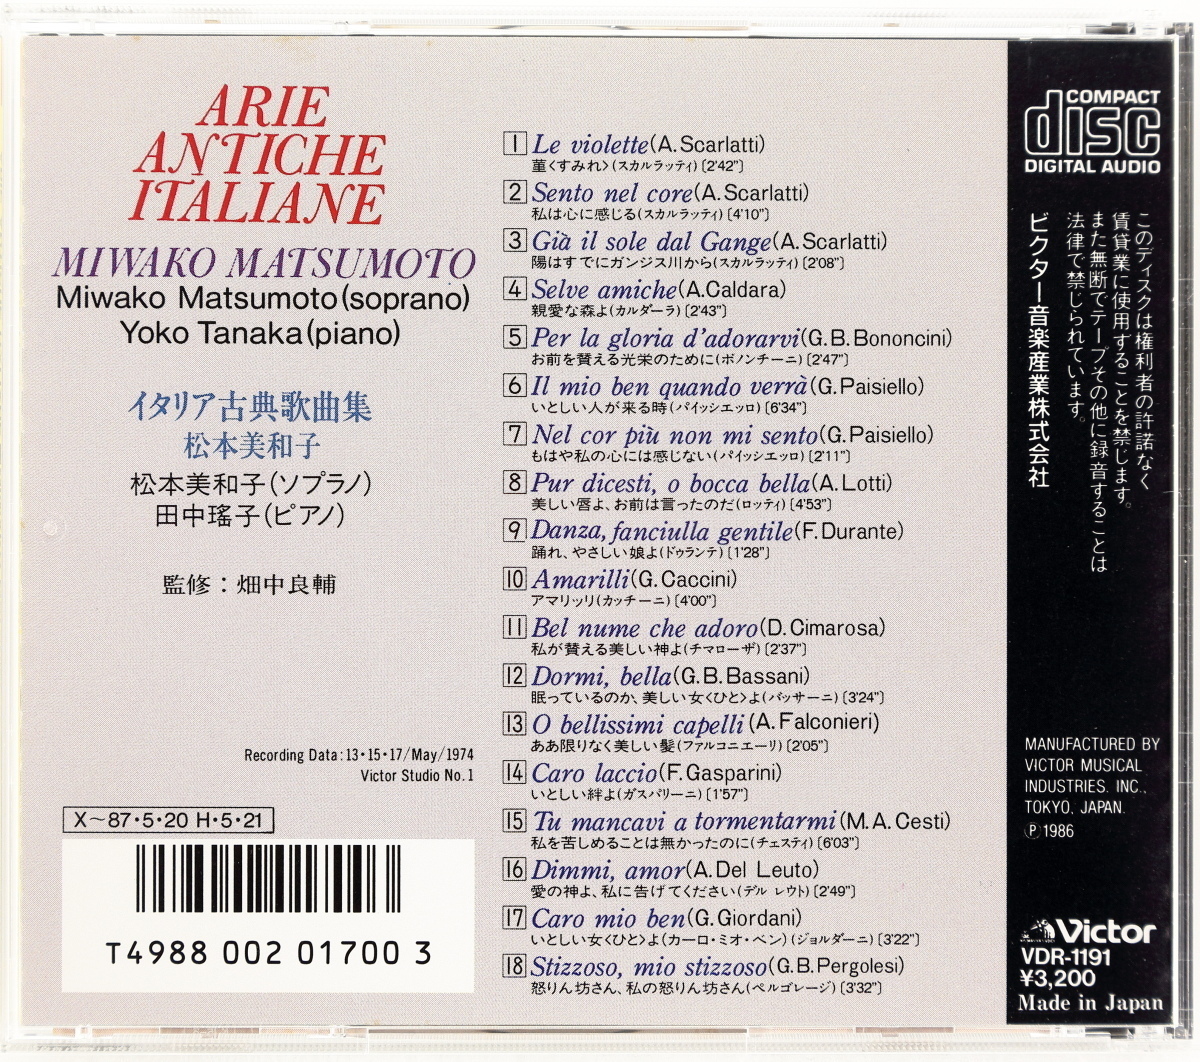 ARIE
ANTICHE
ITALIANE
MIWAKO MATSUMOTO
Miwako Matsumoto(soprano)
Yoko Tanaka(piano)
イタリア古典歌曲集
松本美和子
松本美和子(ソプラノ)
田中瑤子(ピアノ)
監修：畑中良輔
Recording Data:13・15・17/May/1974
Victor Studio No.1
X〜87・5・20 H・5・21
T4988 002 01700 3
1 Le violette(A.Scarlatti)
菫<すみれ>(スカルラッティ)〔2'42"〕
2 Sento nel core(A.Scarlatti)
私は心に感じる(スカルラッティ)〔4'10"〕
3 Già il sole dal Gange(A.Scarlatti)
陽はすでにガンジス川から(スカルラッティ)〔2'08"〕
4 Selve amiche(A.Caldara)
親愛な森よ(カルダーラ)〔2'43"〕
5 Per la gloria d'adorarvi(G.B.Bononcini)
お前を賛える光栄のために(ボノンチーニ)〔2'47"〕
6 Il mio ben quando verrà(G.Paisiello)
いとしい人が来る時(パイッシエッロ)〔6'34"〕
7 Nel cor più non mi sento(G.Paisiello)
もはや私の心には感じない(パイッシエッロ)〔2'11"〕
8 Pur dicesti, o bocca bella(A.Lotti)
美しい唇よ、お前は言ったのだ(ロッティ)〔4'53"〕
9 Danza, fanciulla gentile(F.Durante)
踊れ、やさしい娘よ(ドゥランテ)〔1'28"〕
10 Amarilli(G.Caccini)
アマリッリ(カッチーニ)〔4'00"〕
11 Bel nume che adoro(D.Cimarosa)
私が賛える美しい神よ(チマローザ)〔2'37"〕
12 Dormi, bella(G.B.Bassani)
眠っているのか、美しい女<ひと>よ(バッサーニ)〔3'24"〕
13 O bellissimi capelli(A.Falconieri)
ああ限りなく美しい髪(ファルコニエーリ)〔2'05"〕
14 Caro laccio(F.Gasparini)
いとしい絆よ(ガスパリーニ)〔1'57"〕
15 Tu mancavi a tormentarmi(M.A.Cesti)
私を苦しめることは無かったのに(チェスティ)〔6'03"〕
16 Dimmi, amor(A.Del Leuto)
愛の神よ、私に告げてください(デル レウト)〔2'49"〕
17 Caro mio ben(G.Giordani)
いとしい女<ひと>よ(カーロ・ミオ・ベン)(ジョルダーニ)〔3'22"〕
18 Stizzoso, mio stizzoso(G.B.Pergolesi)
怒りん坊さん、私の怒りん坊さん(ペルゴレージ)〔3'32"〕
COMPACT
disc
DIGITAL AUDIO
このディスクは権利者の許諾なく
賃貸業に使用することを禁じます。
また無断でテープその他に録音することは
法律で禁じられています。
ビクター音楽産業株式会社
MANUFACTURED BY
VICTOR MUSICAL
INDUSTRIES. INC.,
TOKYO, JAPAN.
℗1986
Victor
VDR-1191
¥3,200
Made in Japan